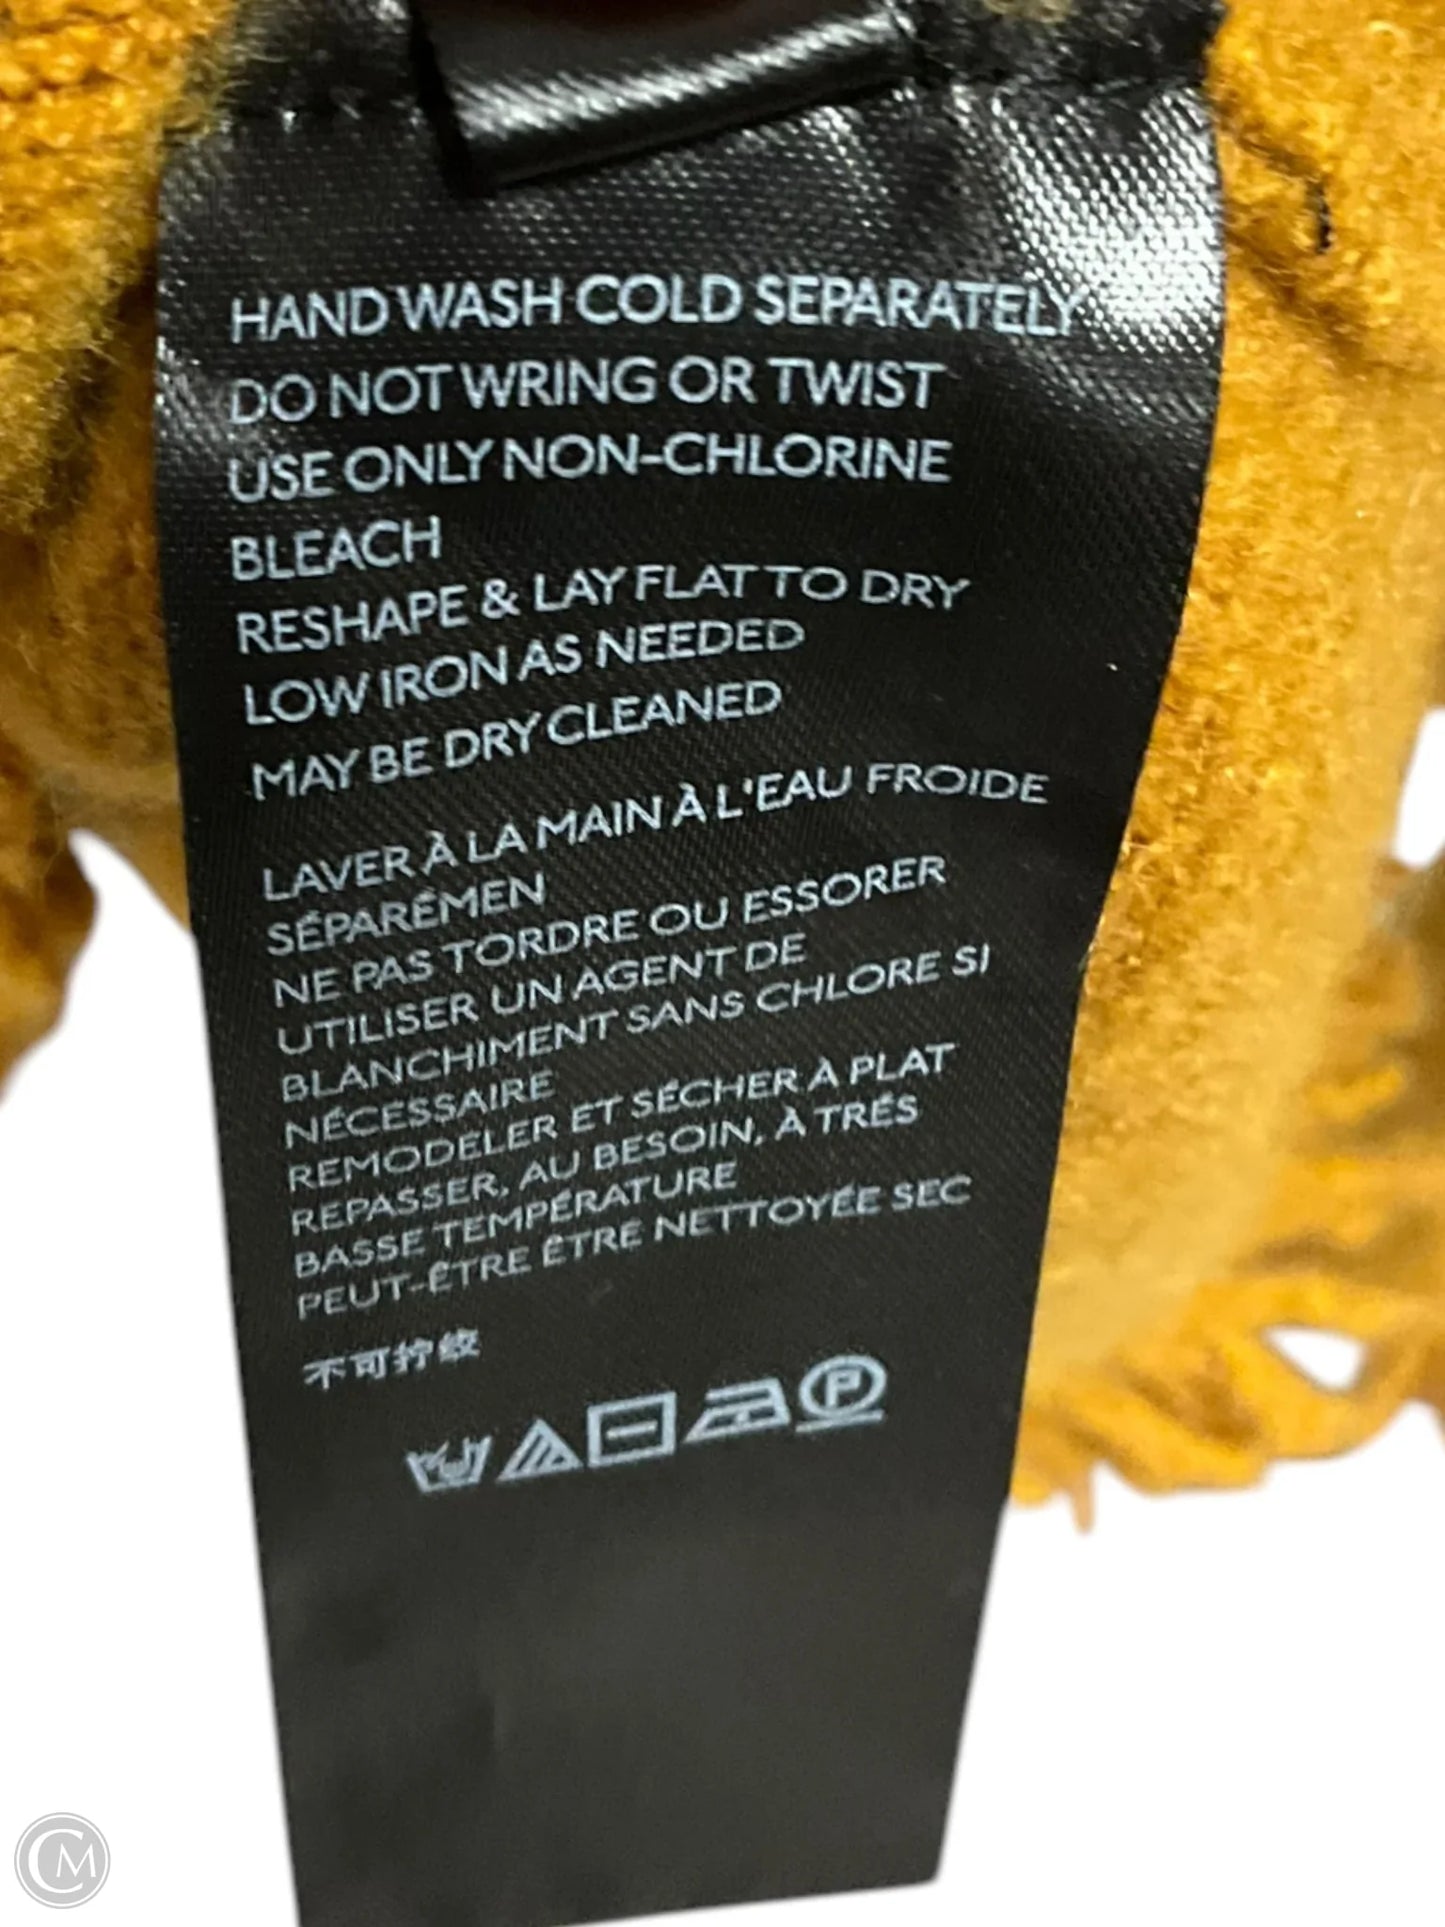 HAND WASH COLD SEPARATELY
DO NOT WRING OR TWIST
USE ONLY NON-CHLORINE
BLEACH
RESHAPE & LAY FLAT TO DRY
LOW IRON AS NEEDED
MAY BE DRY CLEANED
LAVER À LA MAIN À L'EAU FROIDE
SÉPARÉMEN
NE PAS TORDRE OU ESSORER
UTILISER UN AGENT DE
BLANCHIMENT SANS CHLORE SI
NÉCESSAIRE
REMODELER ET SÉCHER À PLAT
REPASSER, AU BESOIN, À TRÉS
BASSE TEMPÉRATURE
PEUT-ÊTRE ÊTRE NETTOYÉE SEC
不可拧绞
P
CM